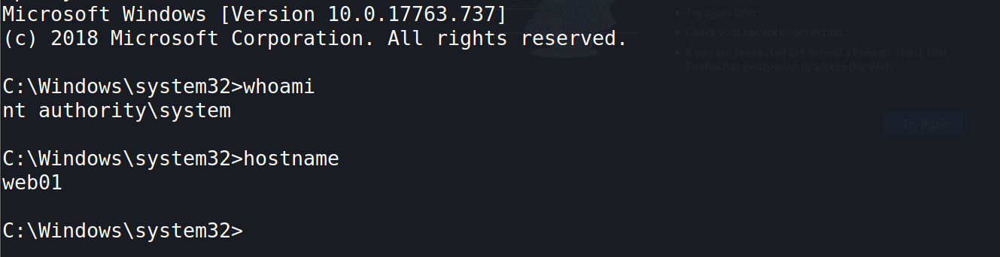 Microsoft Windows [Version 10.0.17763.737]
(c) 2018 Microsoft Corporation. All rights reserved.
C:\Windows\system32>whoami
nt authority\system
C:\Windows\system32>hostname
web01
C:\Windows\system32>
Try again later.
Check your network connection.
If you are connected but behind a firewall, check that
Firefox has permission to access the Web.
Try Again